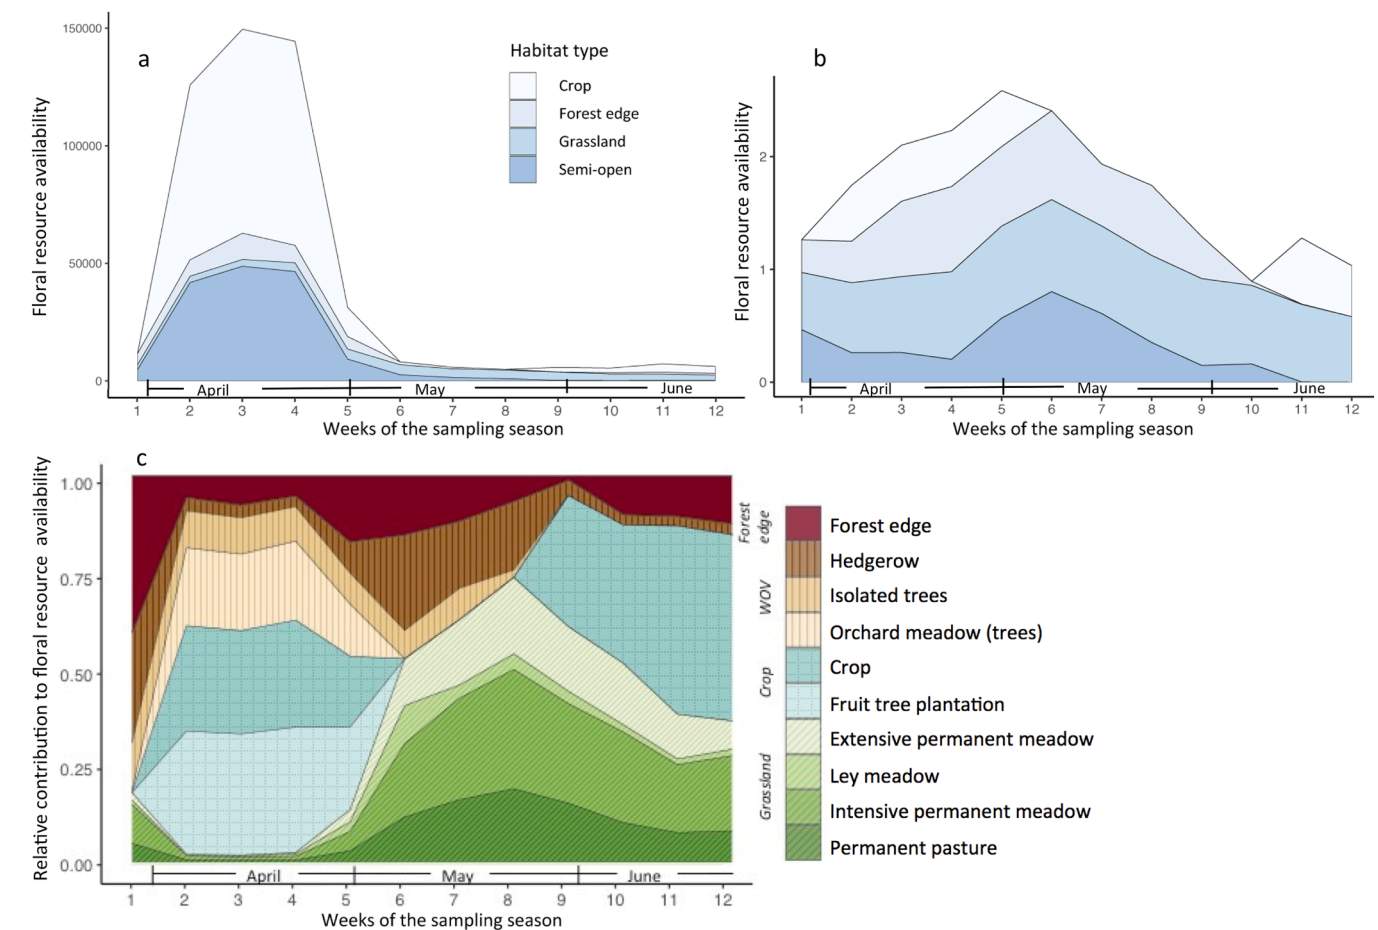 a
Floral resource availability
150000
100000
50000
0
Habitat type
Crop
Forest edge
Grassland
Semi-open
April
May
June
1 2 3 4 5 6 7 8 9 10 11 12
Weeks of the sampling season
b
Floral resource availability
2
1
0
April
May
June
1 2 3 4 5 6 7 8 9 10 11 12
Weeks of the sampling season
c
Relative contribution to floral resource availability
1.00
0.75
0.50
0.25
0.00
April
May
June
1 2 3 4 5 6 7 8 9 10 11 12
Weeks of the sampling season
Forest
edge
WOV
Crop
Grassland
Forest edge
Hedgerow
Isolated trees
Orchard meadow (trees)
Crop
Fruit tree plantation
Extensive permanent meadow
Ley meadow
Intensive permanent meadow
Permanent pasture